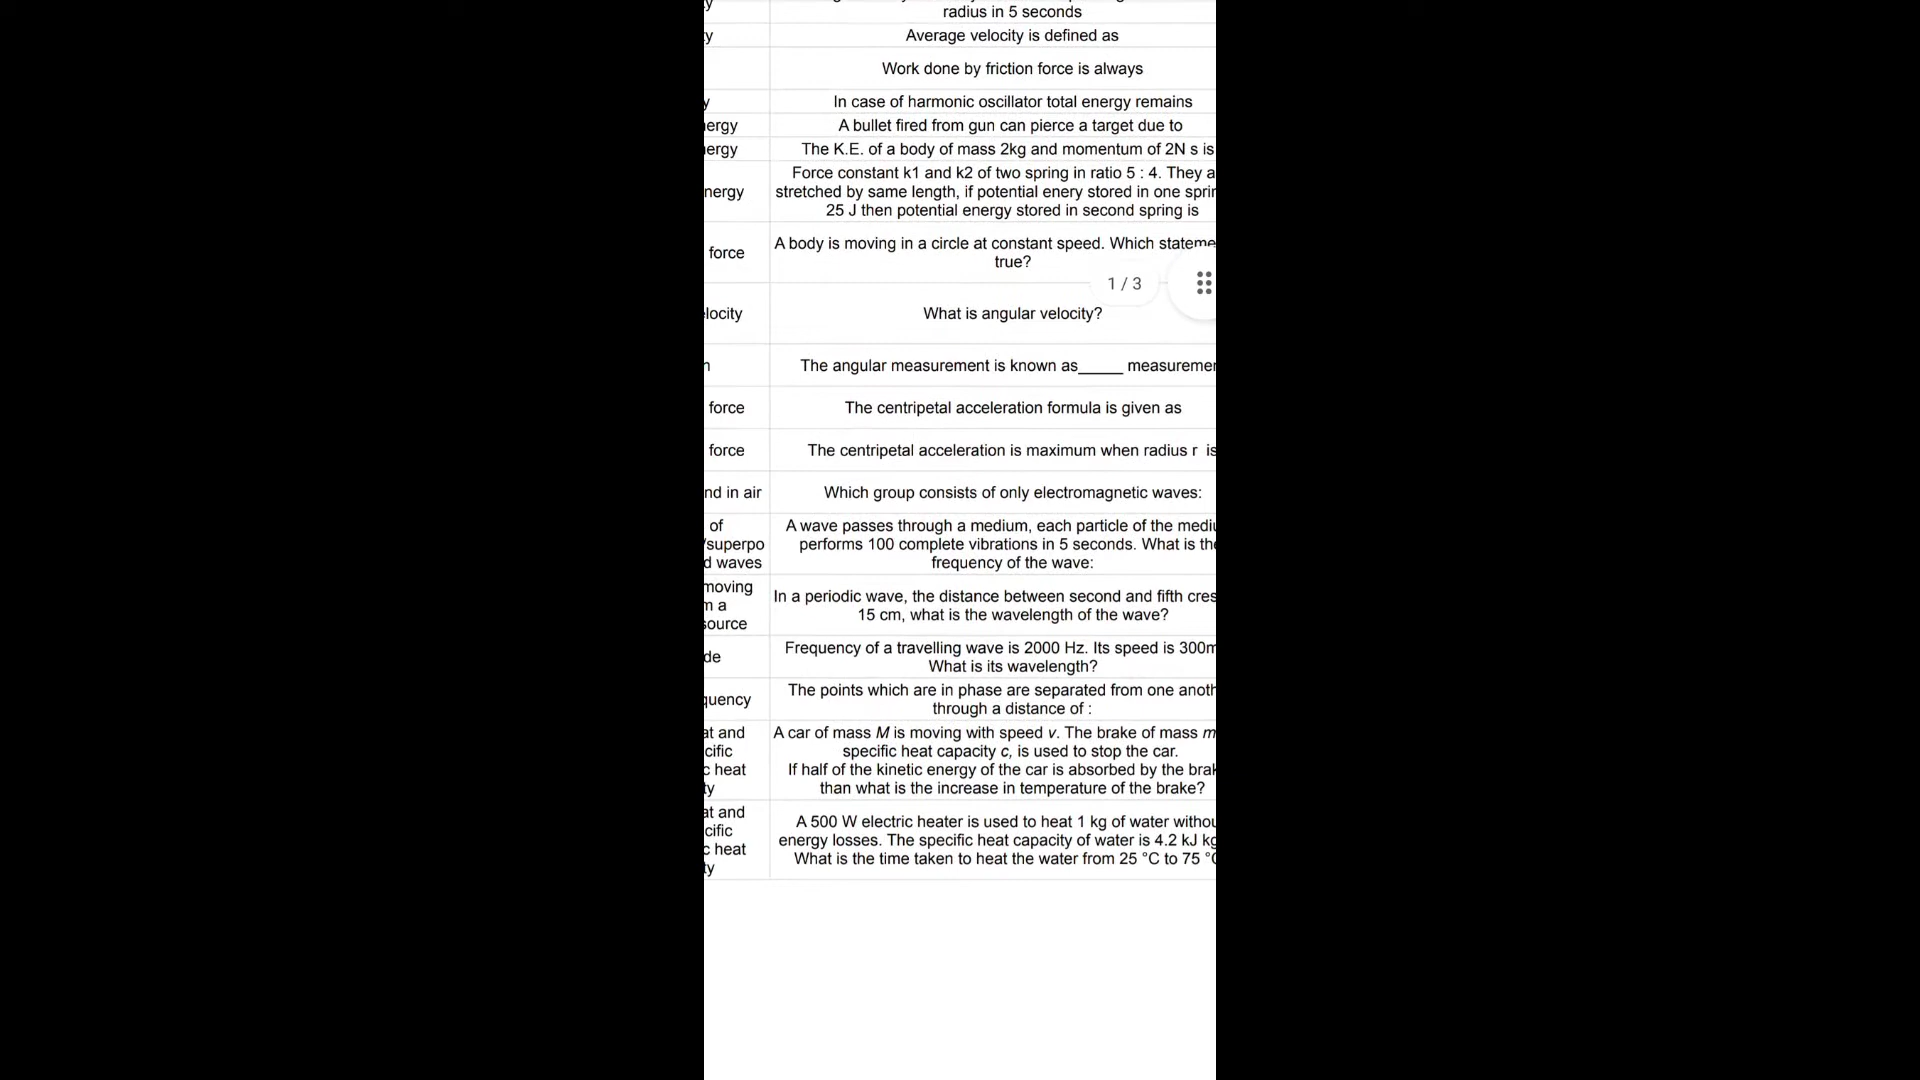 ty
radius in 5 seconds
ty
Average velocity is defined as
Work done by friction force is always
y
In case of harmonic oscillator total energy remains
nergy
A bullet fired from gun can pierce a target due to
nergy
The K.E. of a body of mass 2kg and momentum of 2N s is
nergy
Force constant k1 and k2 of two spring in ratio 5 : 4. They a
stretched by same length, if potential enery stored in one sprin
25 J then potential energy stored in second spring is
force
A body is moving in a circle at constant speed. Which stateme
true?
1 / 3
elocity
What is angular velocity?
n
The angular measurement is known as_____ measuremen
force
The centripetal acceleration formula is given as
force
The centripetal acceleration is maximum when radius r is
nd in air
Which group consists of only electromagnetic waves:
of
/superpo
d waves
A wave passes through a medium, each particle of the mediu
performs 100 complete vibrations in 5 seconds. What is the
frequency of the wave:
moving
m a
source
In a periodic wave, the distance between second and fifth cres
15 cm, what is the wavelength of the wave?
de
Frequency of a travelling wave is 2000 Hz. Its speed is 300m
What is its wavelength?
quency
The points which are in phase are separated from one anoth
through a distance of :
at and
cific
c heat
ty
A car of mass M is moving with speed v. The brake of mass m
specific heat capacity c, is used to stop the car.
If half of the kinetic energy of the car is absorbed by the brak
than what is the increase in temperature of the brake?
at and
cific
c heat
ty
A 500 W electric heater is used to heat 1 kg of water withou
energy losses. The specific heat capacity of water is 4.2 kJ kg
What is the time taken to heat the water from 25 °C to 75 °C